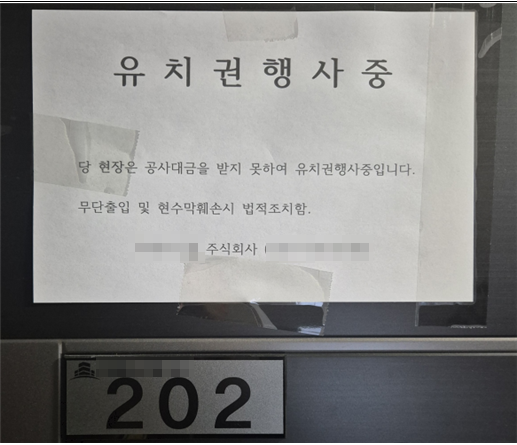 유치권행사중
당 현장은 공사대금을 받지 못하여 유치권행사중입니다.
무단출입 및 현수막훼손시 법적조치함.
주식회사 (
202